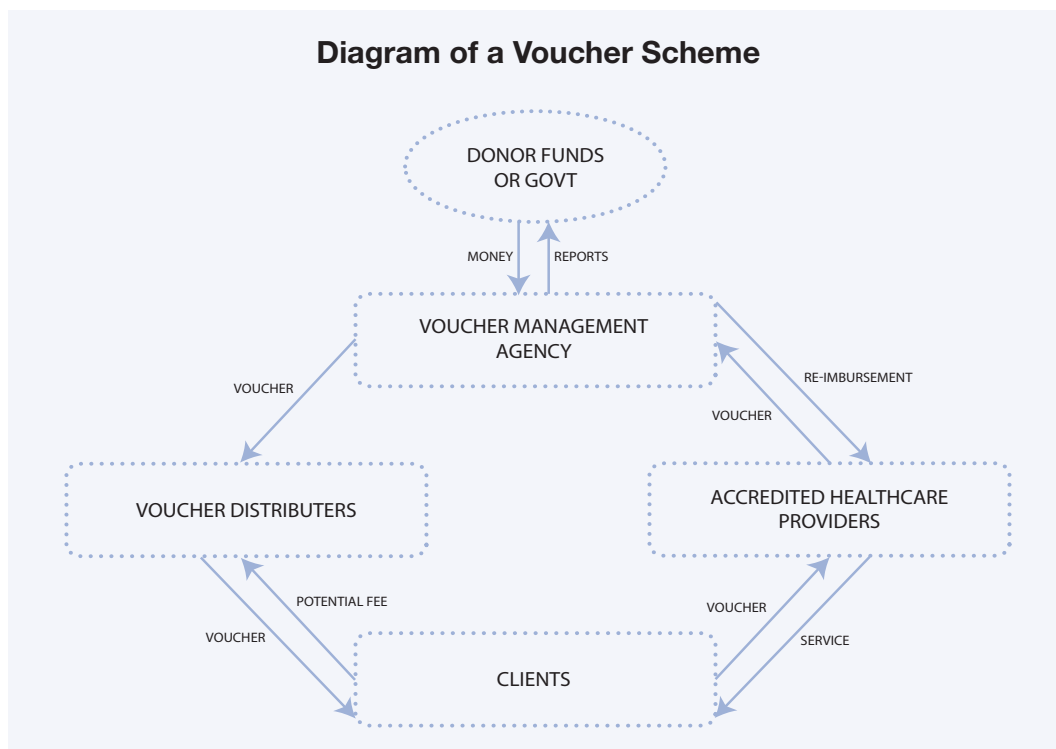 Diagram of a Voucher Scheme
DONOR FUNDS
OR GOVT
MONEY
REPORTS
VOUCHER MANAGEMENT
AGENCY
VOUCHER
RE-IMBURSEMENT
VOUCHER
VOUCHER DISTRIBUTERS
ACCREDITED HEALTHCARE
PROVIDERS
POTENTIAL FEE
VOUCHER
VOUCHER
SERVICE
CLIENTS